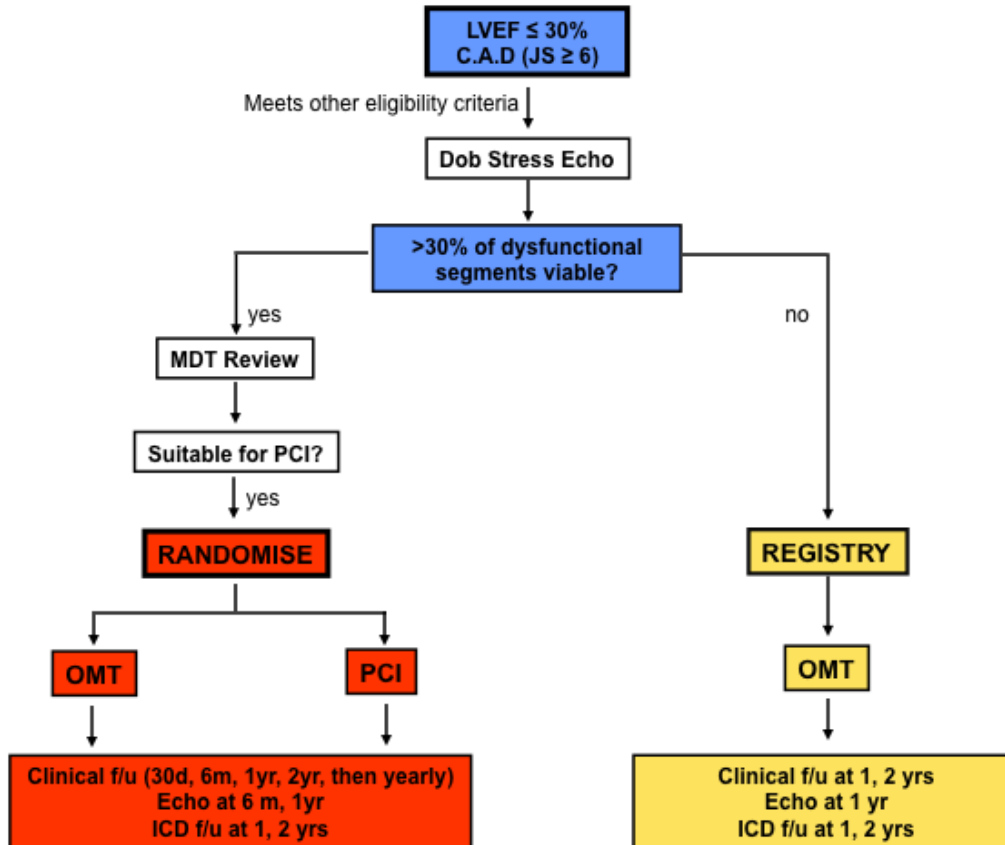 LVEF ≤ 30%
C.A.D (JS ≥ 6)
Meets other eligibility criteria
Dob Stress Echo
>30% of dysfunctional
segments viable?
yes
no
MDT Review
Suitable for PCI?
yes
RANDOMISE
REGISTRY
OMT
PCI
OMT
Clinical f/u (30d, 6m, 1yr, 2yr, then yearly)
Echo at 6 m, 1yr
ICD f/u at 1, 2 yrs
Clinical f/u at 1, 2 yrs
Echo at 1 yr
ICD f/u at 1, 2 yrs